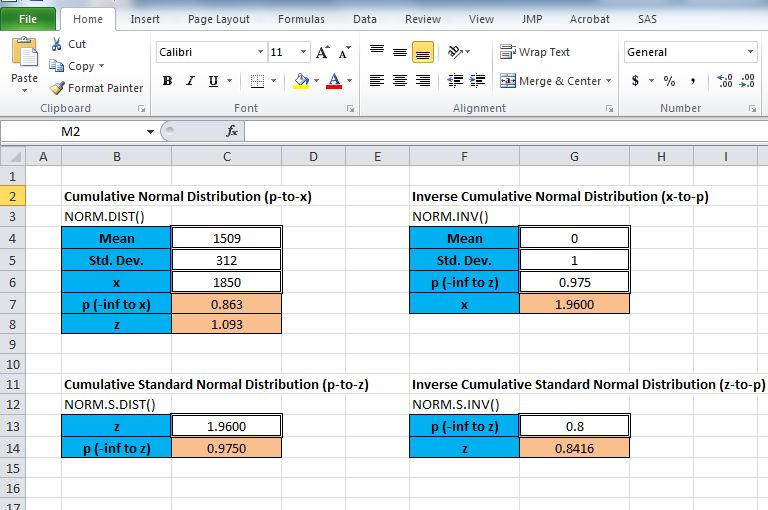 File Home Insert Page Layout Formulas Data Review View JMP Acrobat SAS
Paste
Cut
Copy
Format Painter
Clipboard
Calibri 11 A A
B I U A
Font
Wrap Text
Merge & Center
Alignment
General
$ % , .00 .0 .00
Number
M2 fx
A B C D E F G H I
1
2 Cumulative Normal Distribution (p-to-x) Inverse Cumulative Normal Distribution (x-to-p)
3 NORM.DIST() NORM.INV()
4 Mean 1509 Mean 0
5 Std. Dev. 312 Std. Dev. 1
6 x 1850 p (-inf to z) 0.975
7 p (-inf to x) 0.863 x 1.9600
8 z 1.093
9
10
11 Cumulative Standard Normal Distribution (p-to-z) Inverse Cumulative Standard Normal Distribution (z-to-p)
12 NORM.S.DIST() NORM.S.INV()
13 z 1.9600 p (-inf to z) 0.8
14 p (-inf to z) 0.9750 z 0.8416
15
16
17